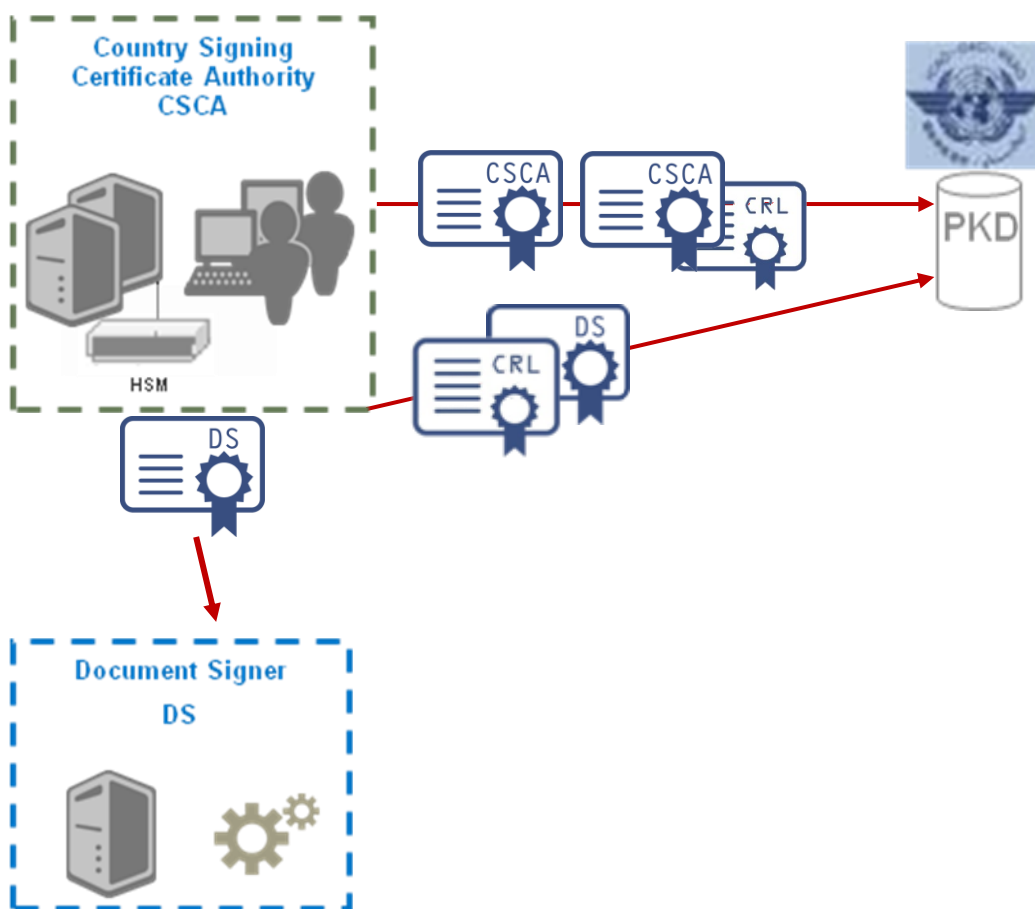 Country Signing
Certificate Authority
CSCA
HSM
CSCA
CSCA
CRL
PKD
DS
CRL
DS
Document Signer
DS